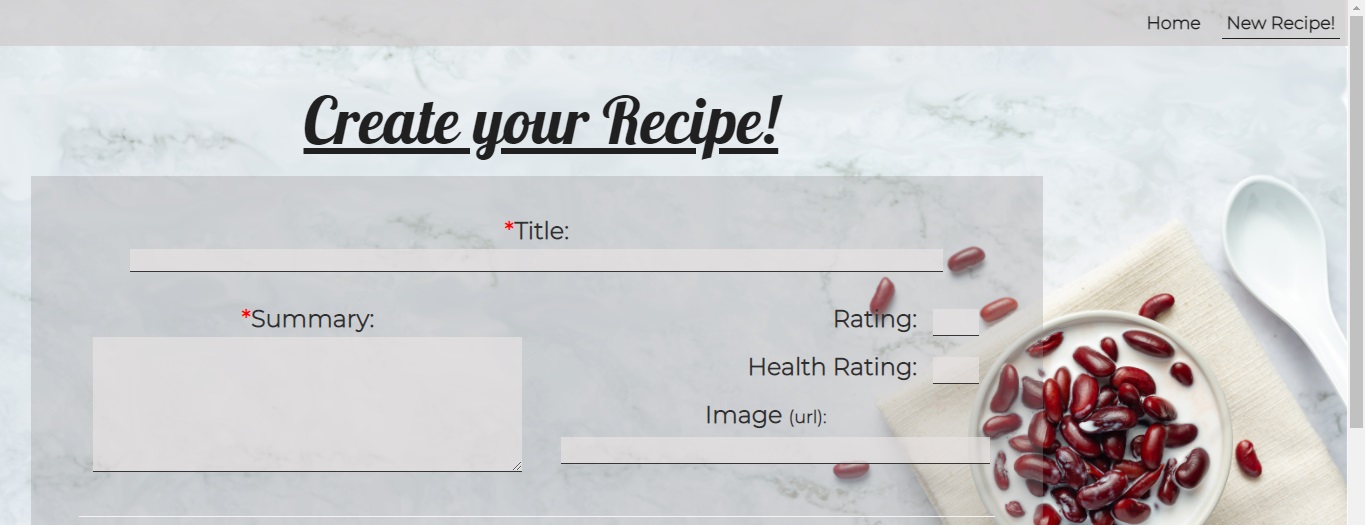 Home New Recipe!
Create your Recipe!
*Title:
*Summary:
Rating:
Health Rating:
Image (url):